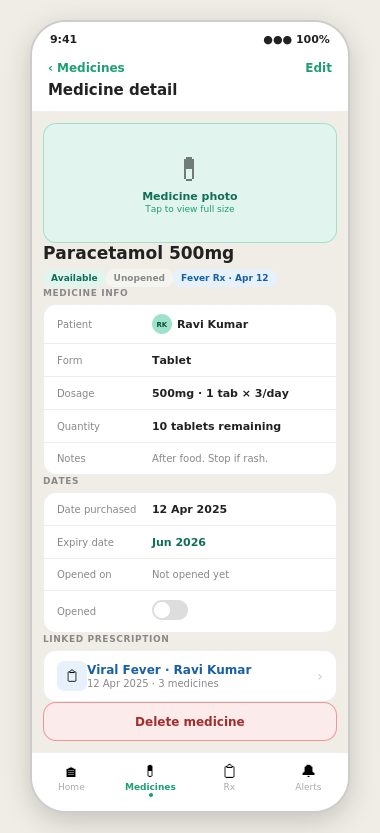 9:41 ●●● 100%
‹ Medicines Edit
Medicine detail
Medicine photo
Tap to view full size
Paracetamol 500mg
Available Unopened Fever Rx · Apr 12
MEDICINE INFO
Patient RK Ravi Kumar
Form Tablet
Dosage 500mg · 1 tab × 3/day
Quantity 10 tablets remaining
Notes After food. Stop if rash.
DATES
Date purchased 12 Apr 2025
Expiry date Jun 2026
Opened on Not opened yet
Opened
LINKED PRESCRIPTION
Viral Fever · Ravi Kumar ›
12 Apr 2025 · 3 medicines
Delete medicine
Home Medicines Rx Alerts